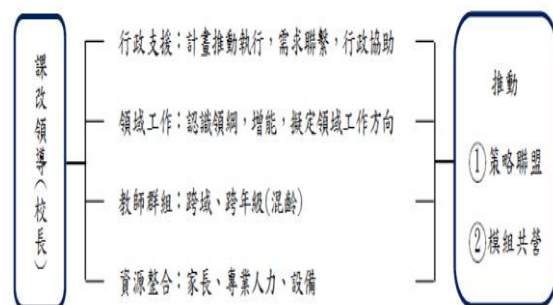 課改領導(校長)
行政支援：計畫推動執行，需求聯繫，行政協助
領域工作：認識領綱，增能，擬定領域工作方向
教師群組：跨域、跨年級(混齡)
資源整合：家長、專業人力、設備
推動
①策略聯盟
②模組共營